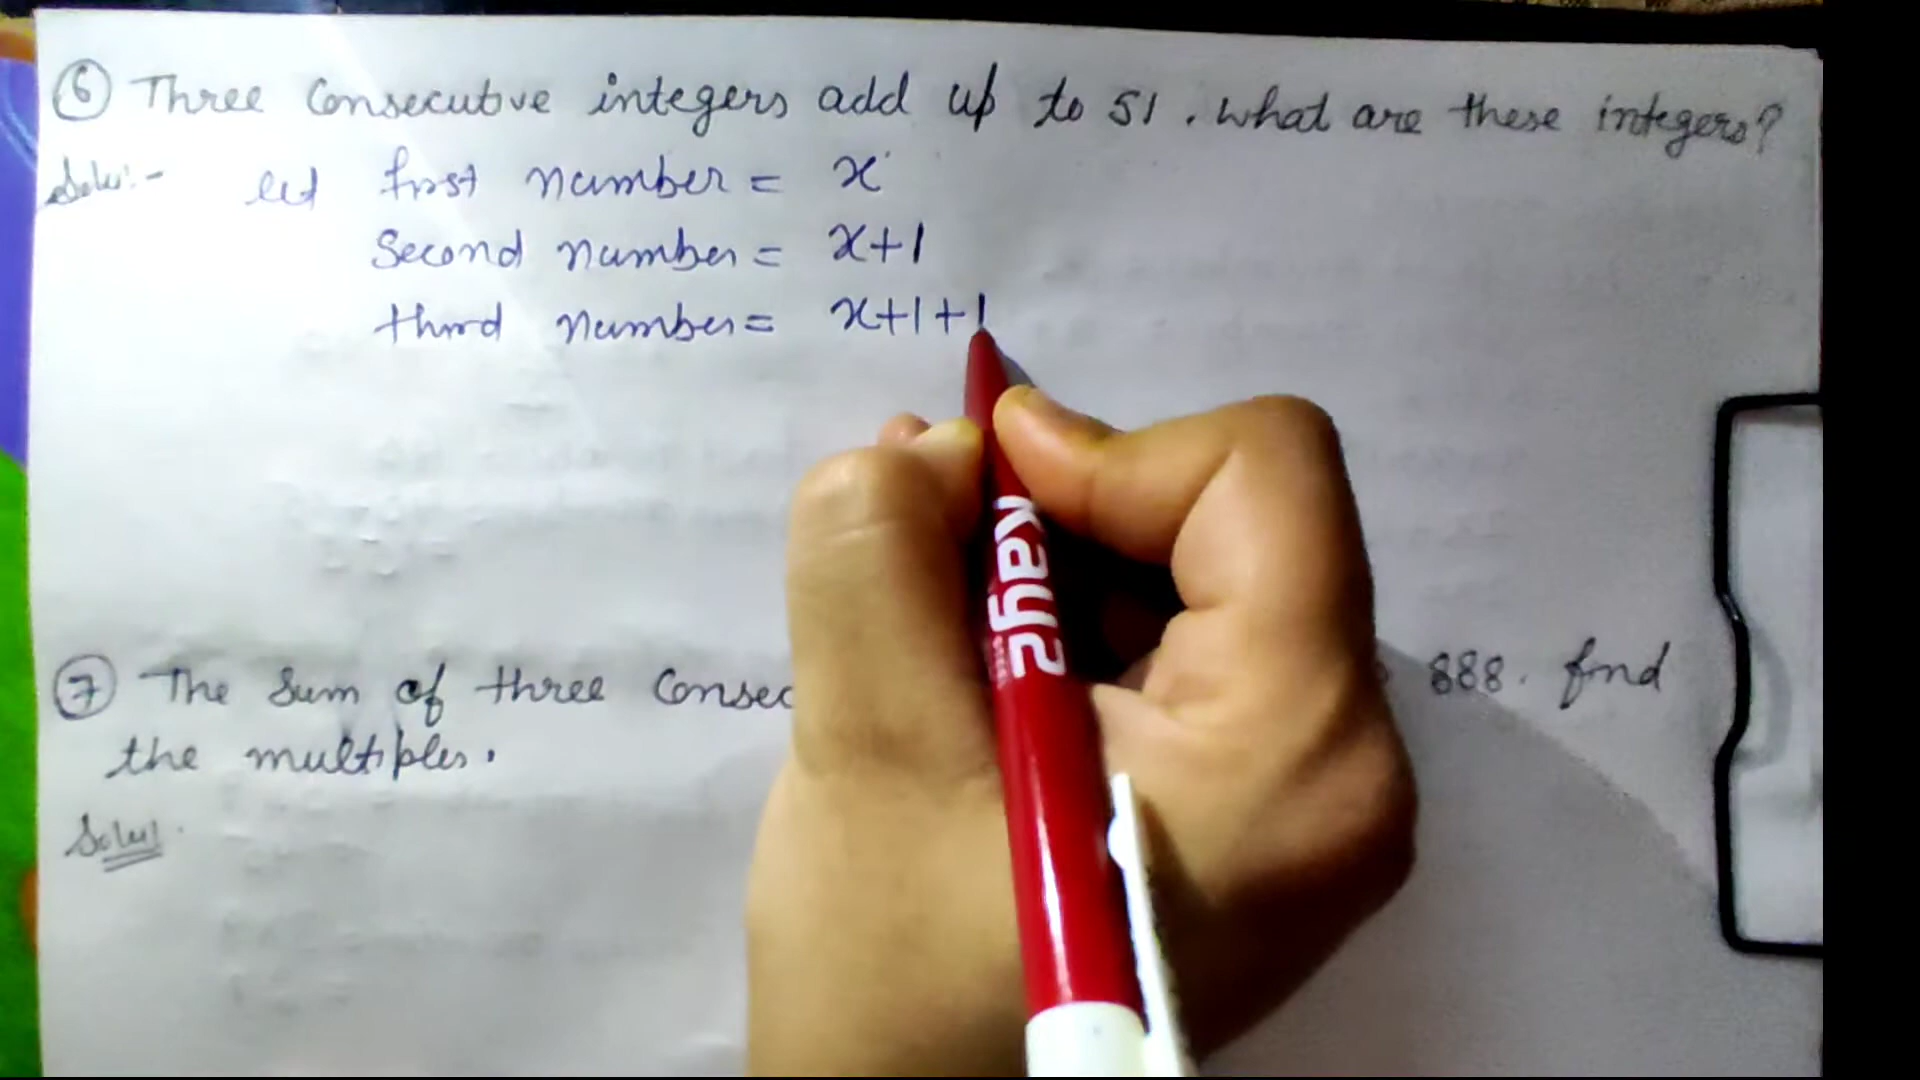 6 Three Consecutive integers add up to 51. What are these integers?
Solu:- let first number = x
Second number = x+1
third number = x+1+1
7 The Sum of three Consec 888. find
the multiples.
Solu:
Rayz